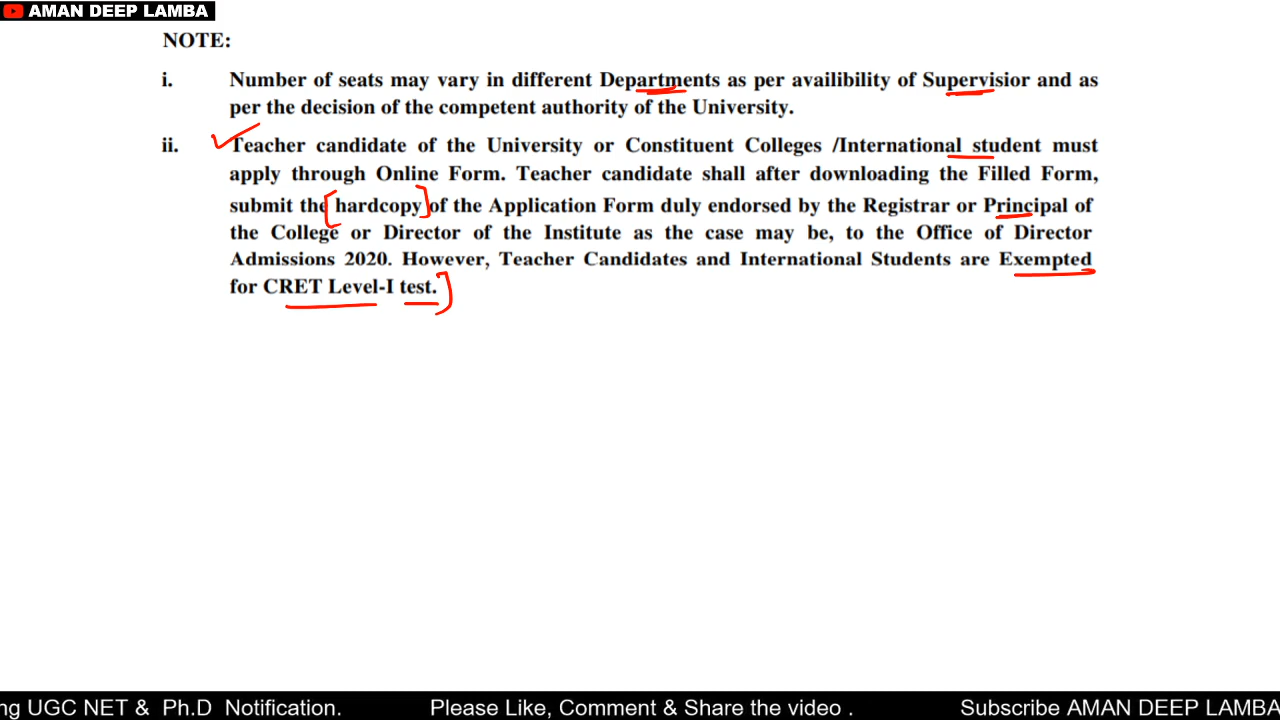 AMAN DEEP LAMBA
NOTE:
i. Number of seats may vary in different Departments as per availibility of Supervisior and as
per the decision of the competent authority of the University.
ii. Teacher candidate of the University or Constituent Colleges /International student must
apply through Online Form. Teacher candidate shall after downloading the Filled Form,
submit the hardcopy of the Application Form duly endorsed by the Registrar or Principal of
the College or Director of the Institute as the case may be, to the Office of Director
Admissions 2020. However, Teacher Candidates and International Students are Exempted
for CRET Level-I test.
ng UGC NET & Ph.D Notification. Please Like, Comment & Share the video . Subscribe AMAN DEEP LAMBA